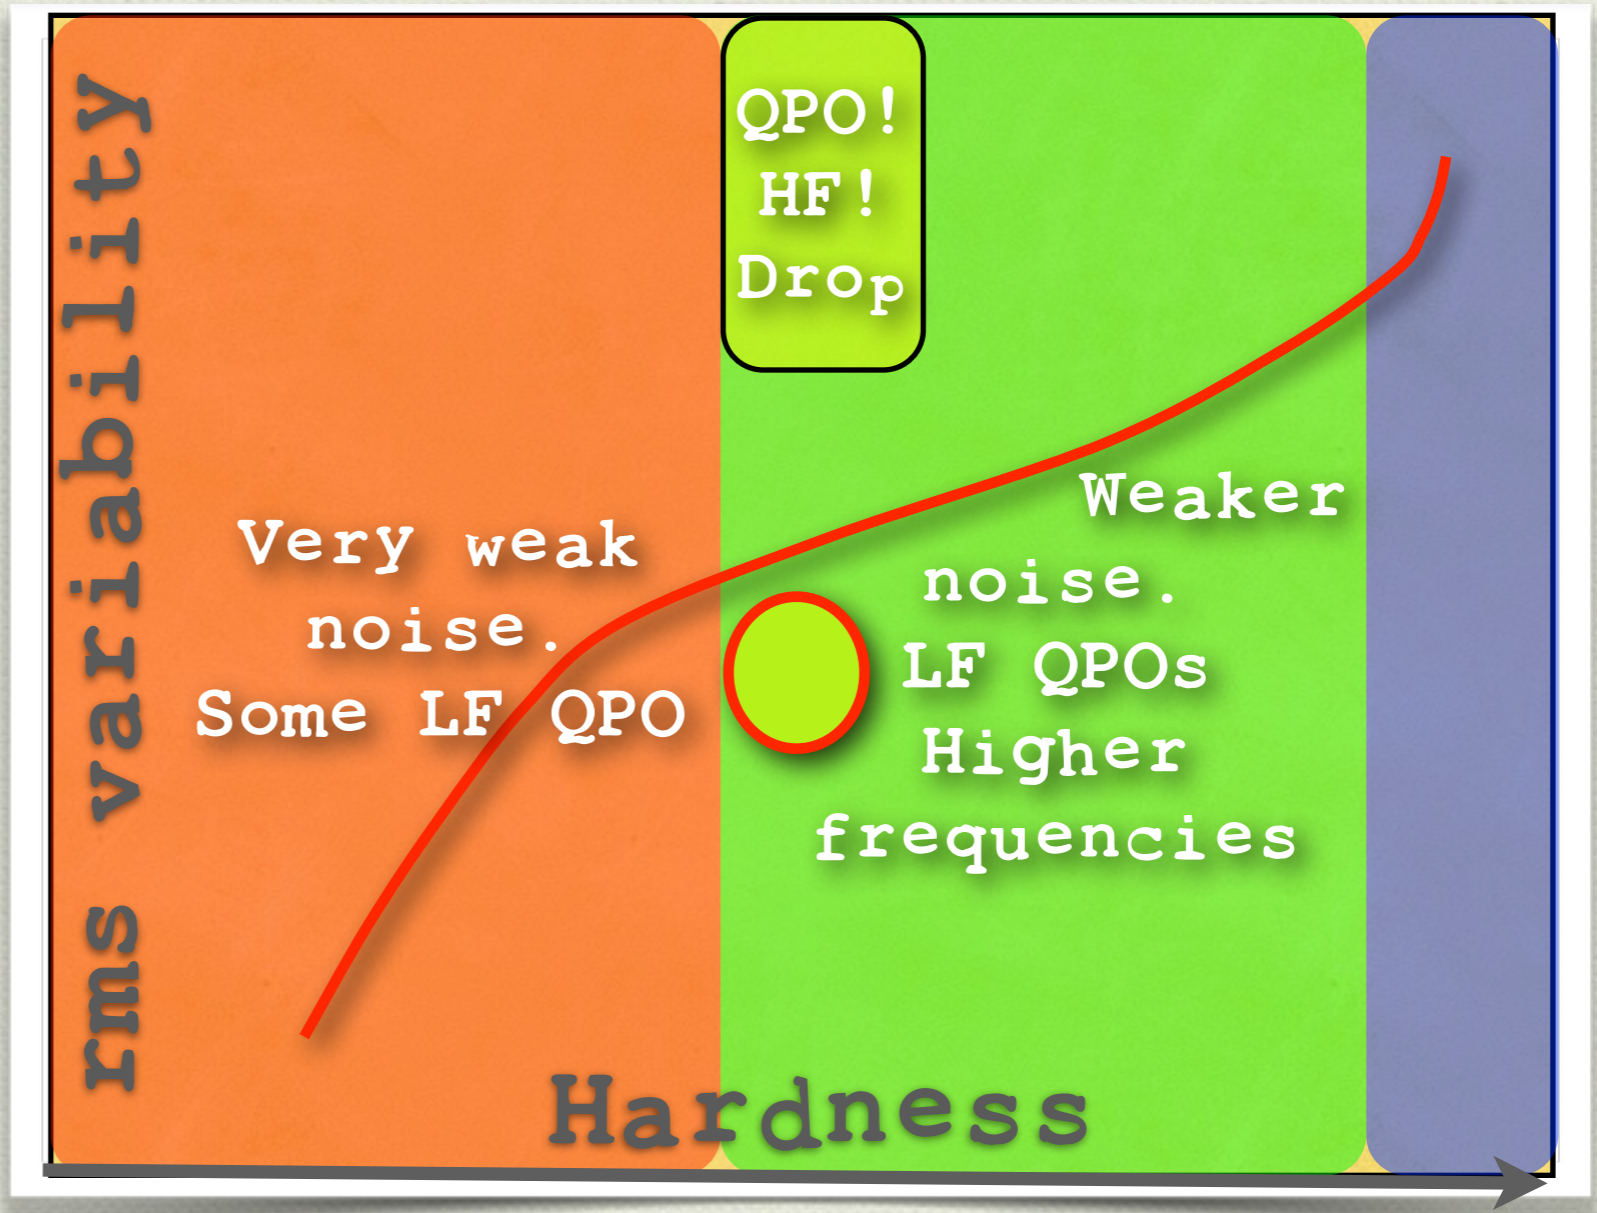 rms variability
QPO!
HF!
Drop
Very weak
noise.
Some LF QPO
Weaker
noise.
LF QPOs
Higher
frequencies
Hardness